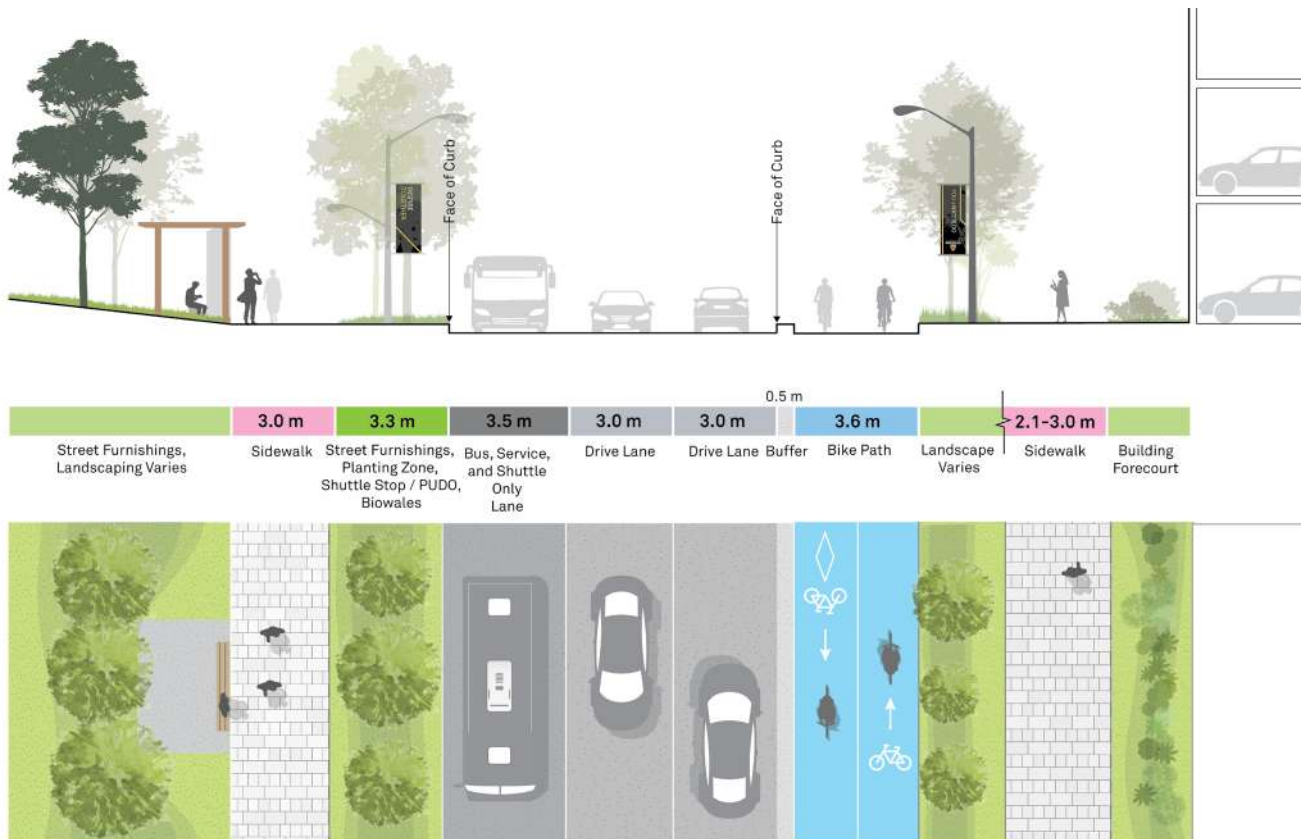 Face of Curb
Face of Curb
0.5 m
3.0 m
3.3 m
3.5 m
3.0 m
3.0 m
3.6 m
2.1-3.0 m
Street Furnishings,
Landscaping Varies
Sidewalk
Street Furnishings,
Planting Zone,
Shuttle Stop / PUDO,
Biowales
Bus, Service,
and Shuttle
Only
Lane
Drive Lane
Drive Lane
Buffer
Bike Path
Landscape
Varies
Sidewalk
Building
Forecourt